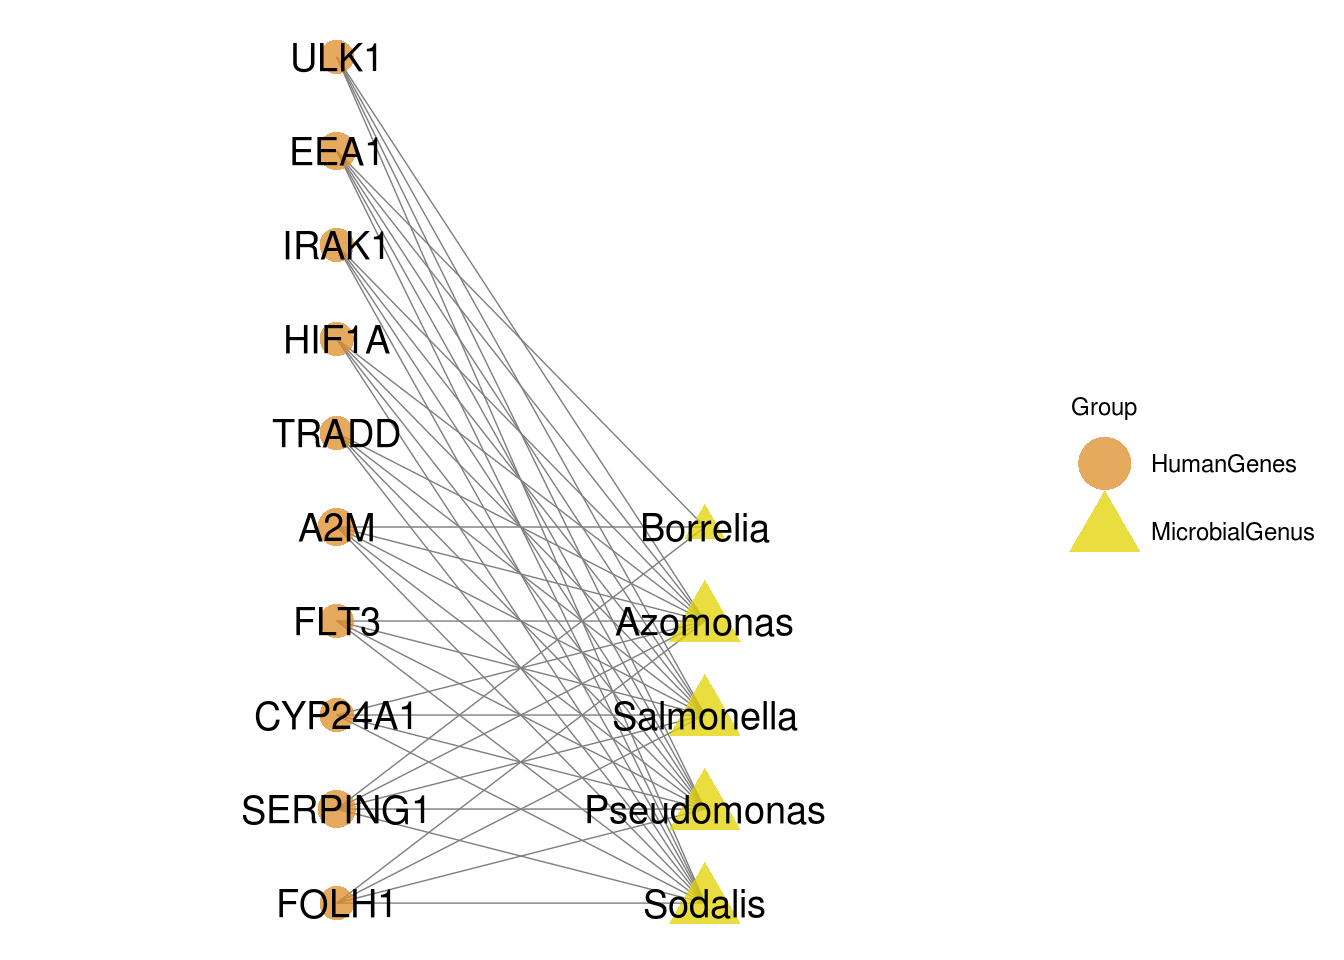 ULK1
EEA1
IRAK1
HIF1A
TRADD
A2M
FLT3
CYP24A1
SERPING1
FOLH1
Borrelia
Azomonas
Salmonella
Pseudomonas
Sodalis
Group
HumanGenes
MicrobialGenus